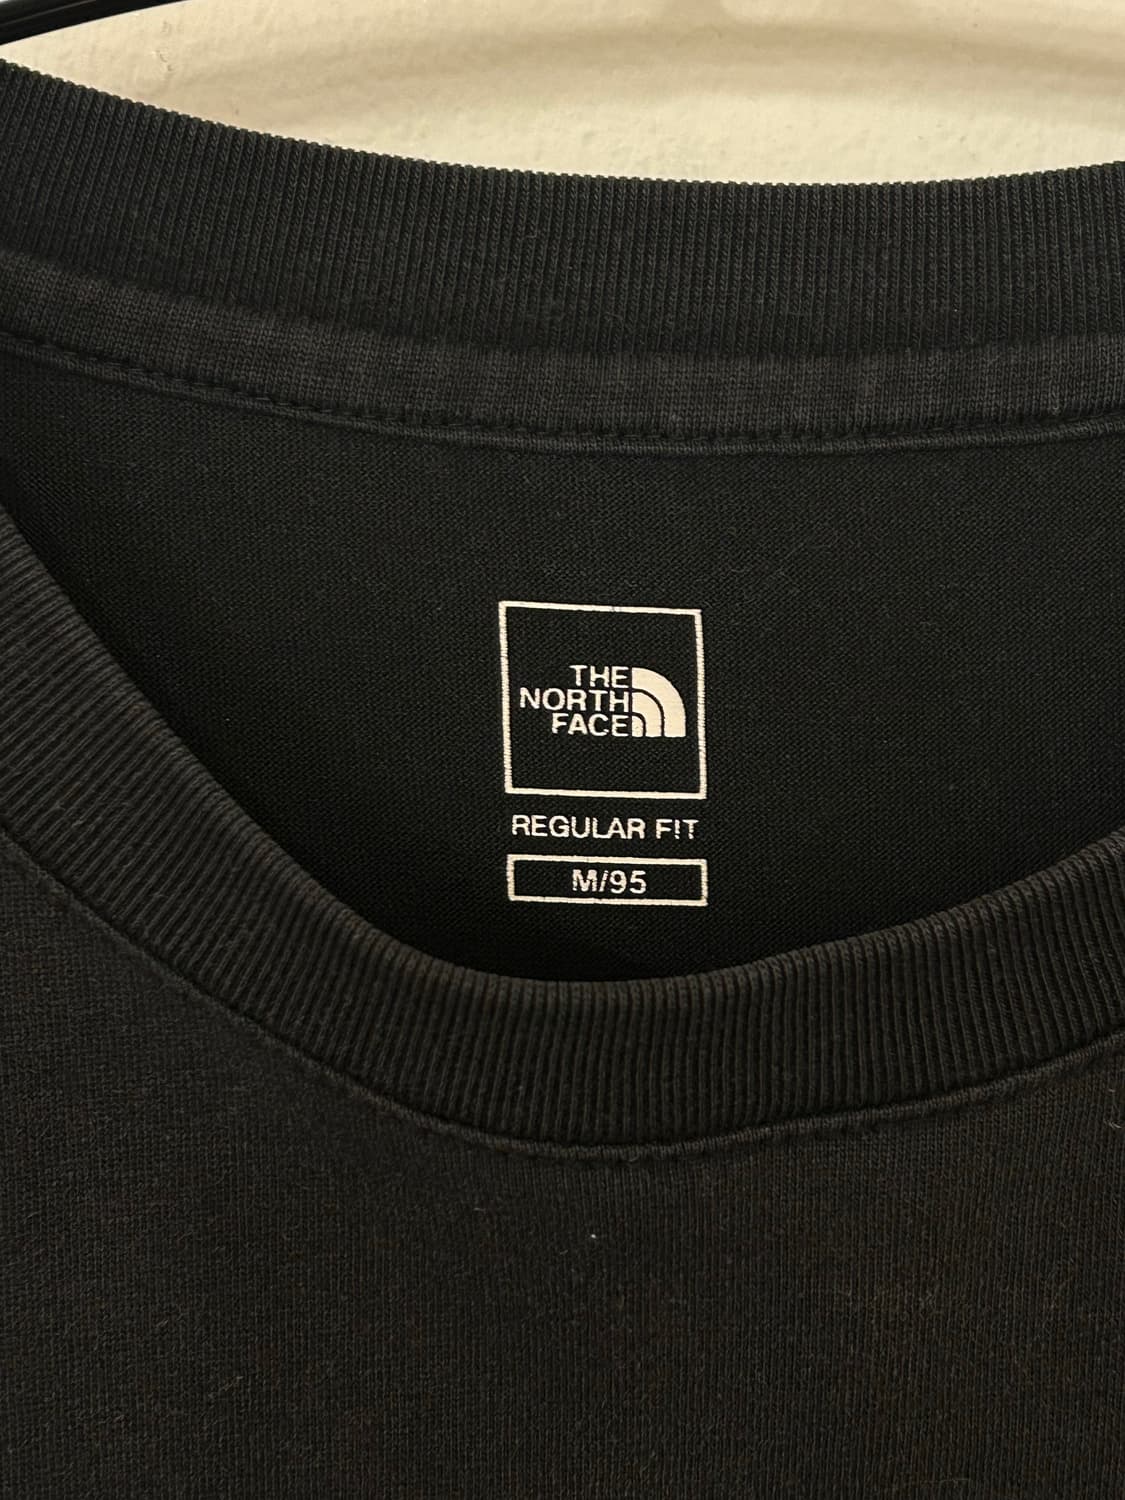 THE
NORTH
FACE
REGULAR FIT
M/95